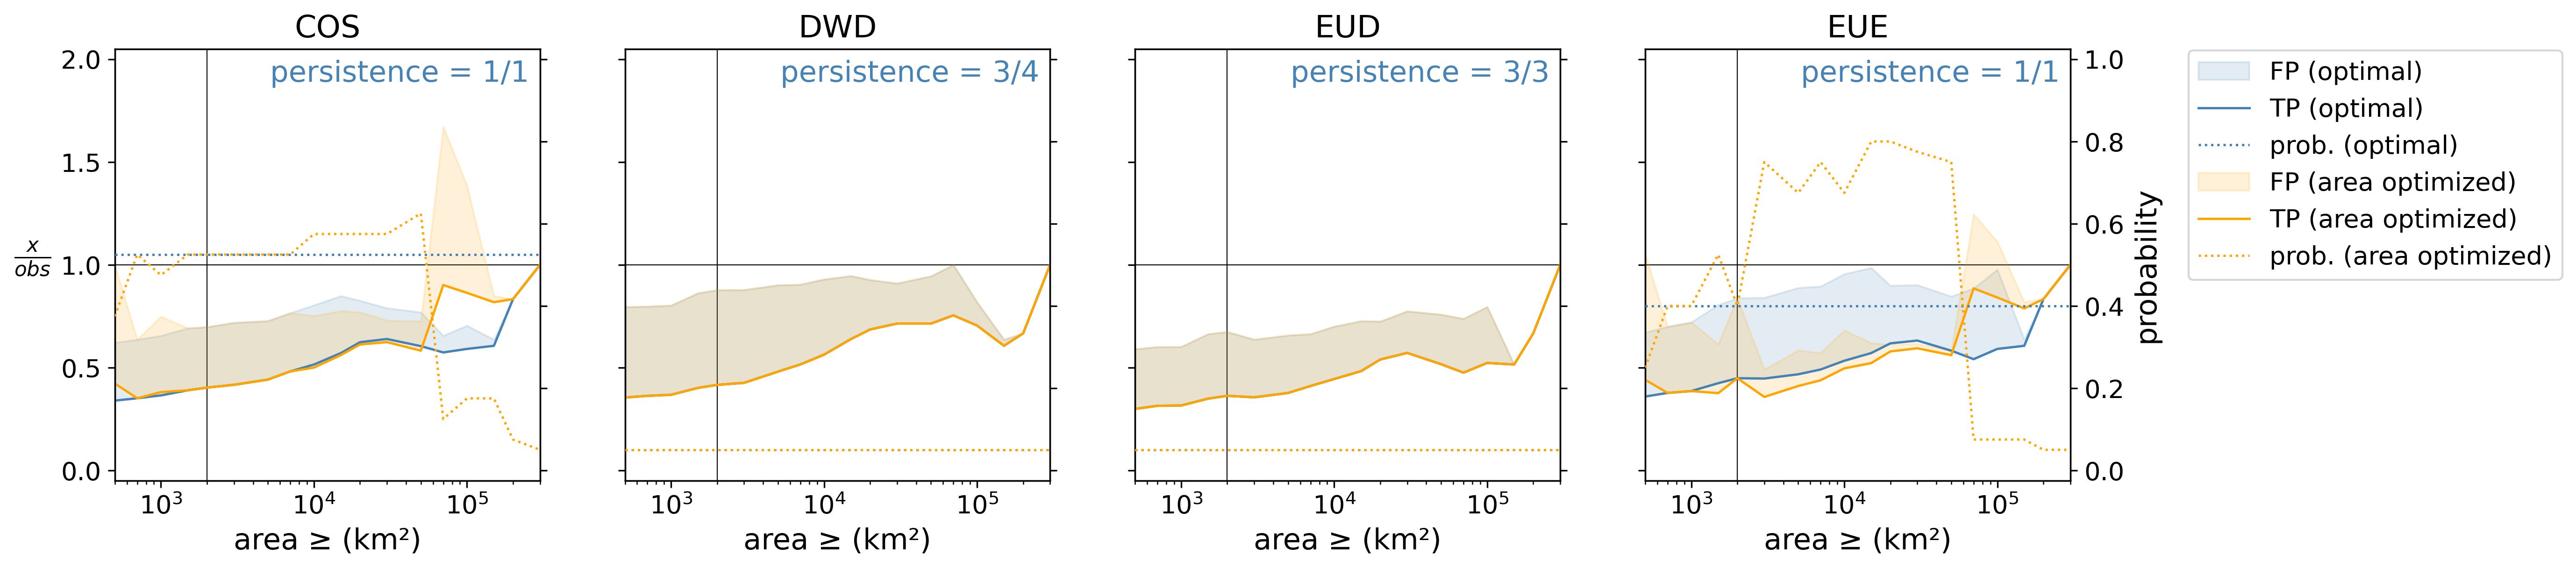 COS
DWD
EUD
EUE
persistence = 1/1
persistence = 3/4
persistence = 3/3
persistence = 1/1
2.0
1.5
1.0
0.5
0.0
x
obs
1.0
0.8
0.6
0.4
0.2
0.0
probability
10³ 10⁴ 10⁵
10³ 10⁴ 10⁵
10³ 10⁴ 10⁵
10³ 10⁴ 10⁵
area ≥ (km²)
area ≥ (km²)
area ≥ (km²)
area ≥ (km²)
FP (optimal)
TP (optimal)
prob. (optimal)
FP (area optimized)
TP (area optimized)
prob. (area optimized)